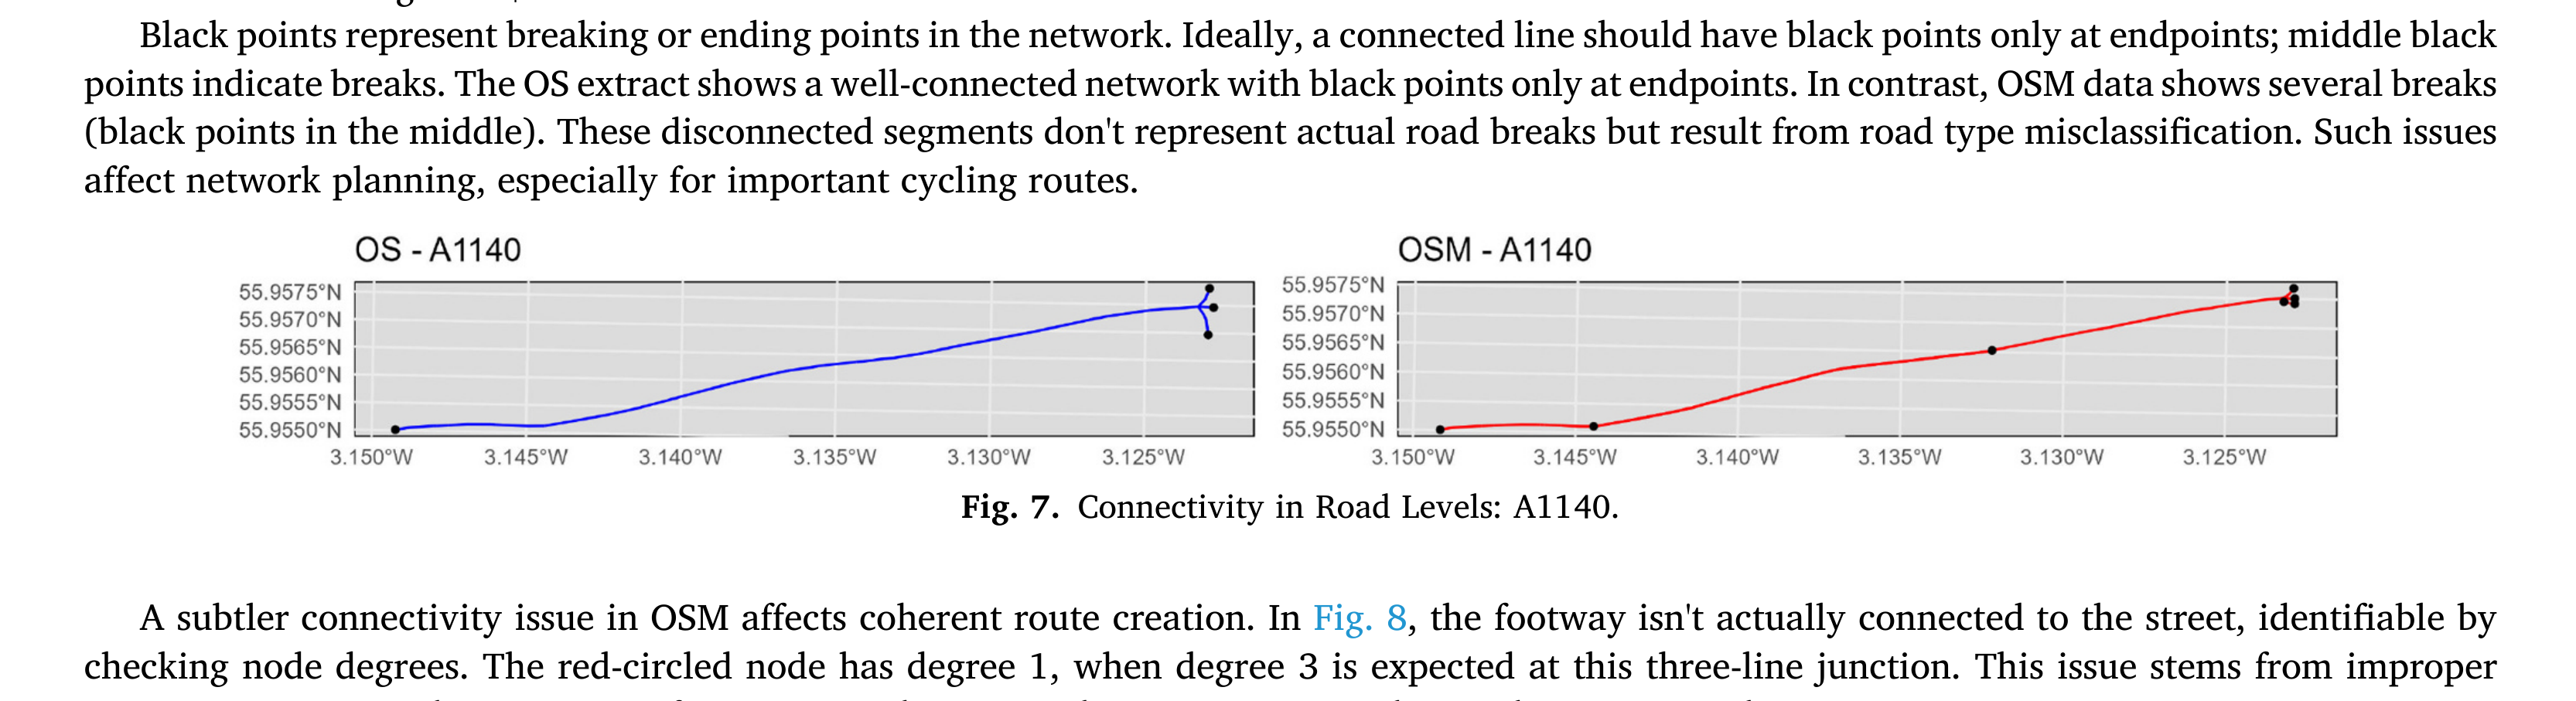 Black points represent breaking or ending points in the network. Ideally, a connected line should have black points only at endpoints; middle black
points indicate breaks. The OS extract shows a well-connected network with black points only at endpoints. In contrast, OSM data shows several breaks
(black points in the middle). These disconnected segments don't represent actual road breaks but result from road type misclassification. Such issues
affect network planning, especially for important cycling routes.
OS - A1140
55.9575°N
55.9570°N
55.9565°N
55.9560°N
55.9555°N
55.9550°N
3.150°W 3.145°W 3.140°W 3.135°W 3.130°W 3.125°W
OSM - A1140
55.9575°N
55.9570°N
55.9565°N
55.9560°N
55.9555°N
55.9550°N
3.150°W 3.145°W 3.140°W 3.135°W 3.130°W 3.125°W
Fig. 7. Connectivity in Road Levels: A1140.
A subtler connectivity issue in OSM affects coherent route creation. In Fig. 8, the footway isn't actually connected to the street, identifiable by
checking node degrees. The red-circled node has degree 1, when degree 3 is expected at this three-line junction. This issue stems from improper